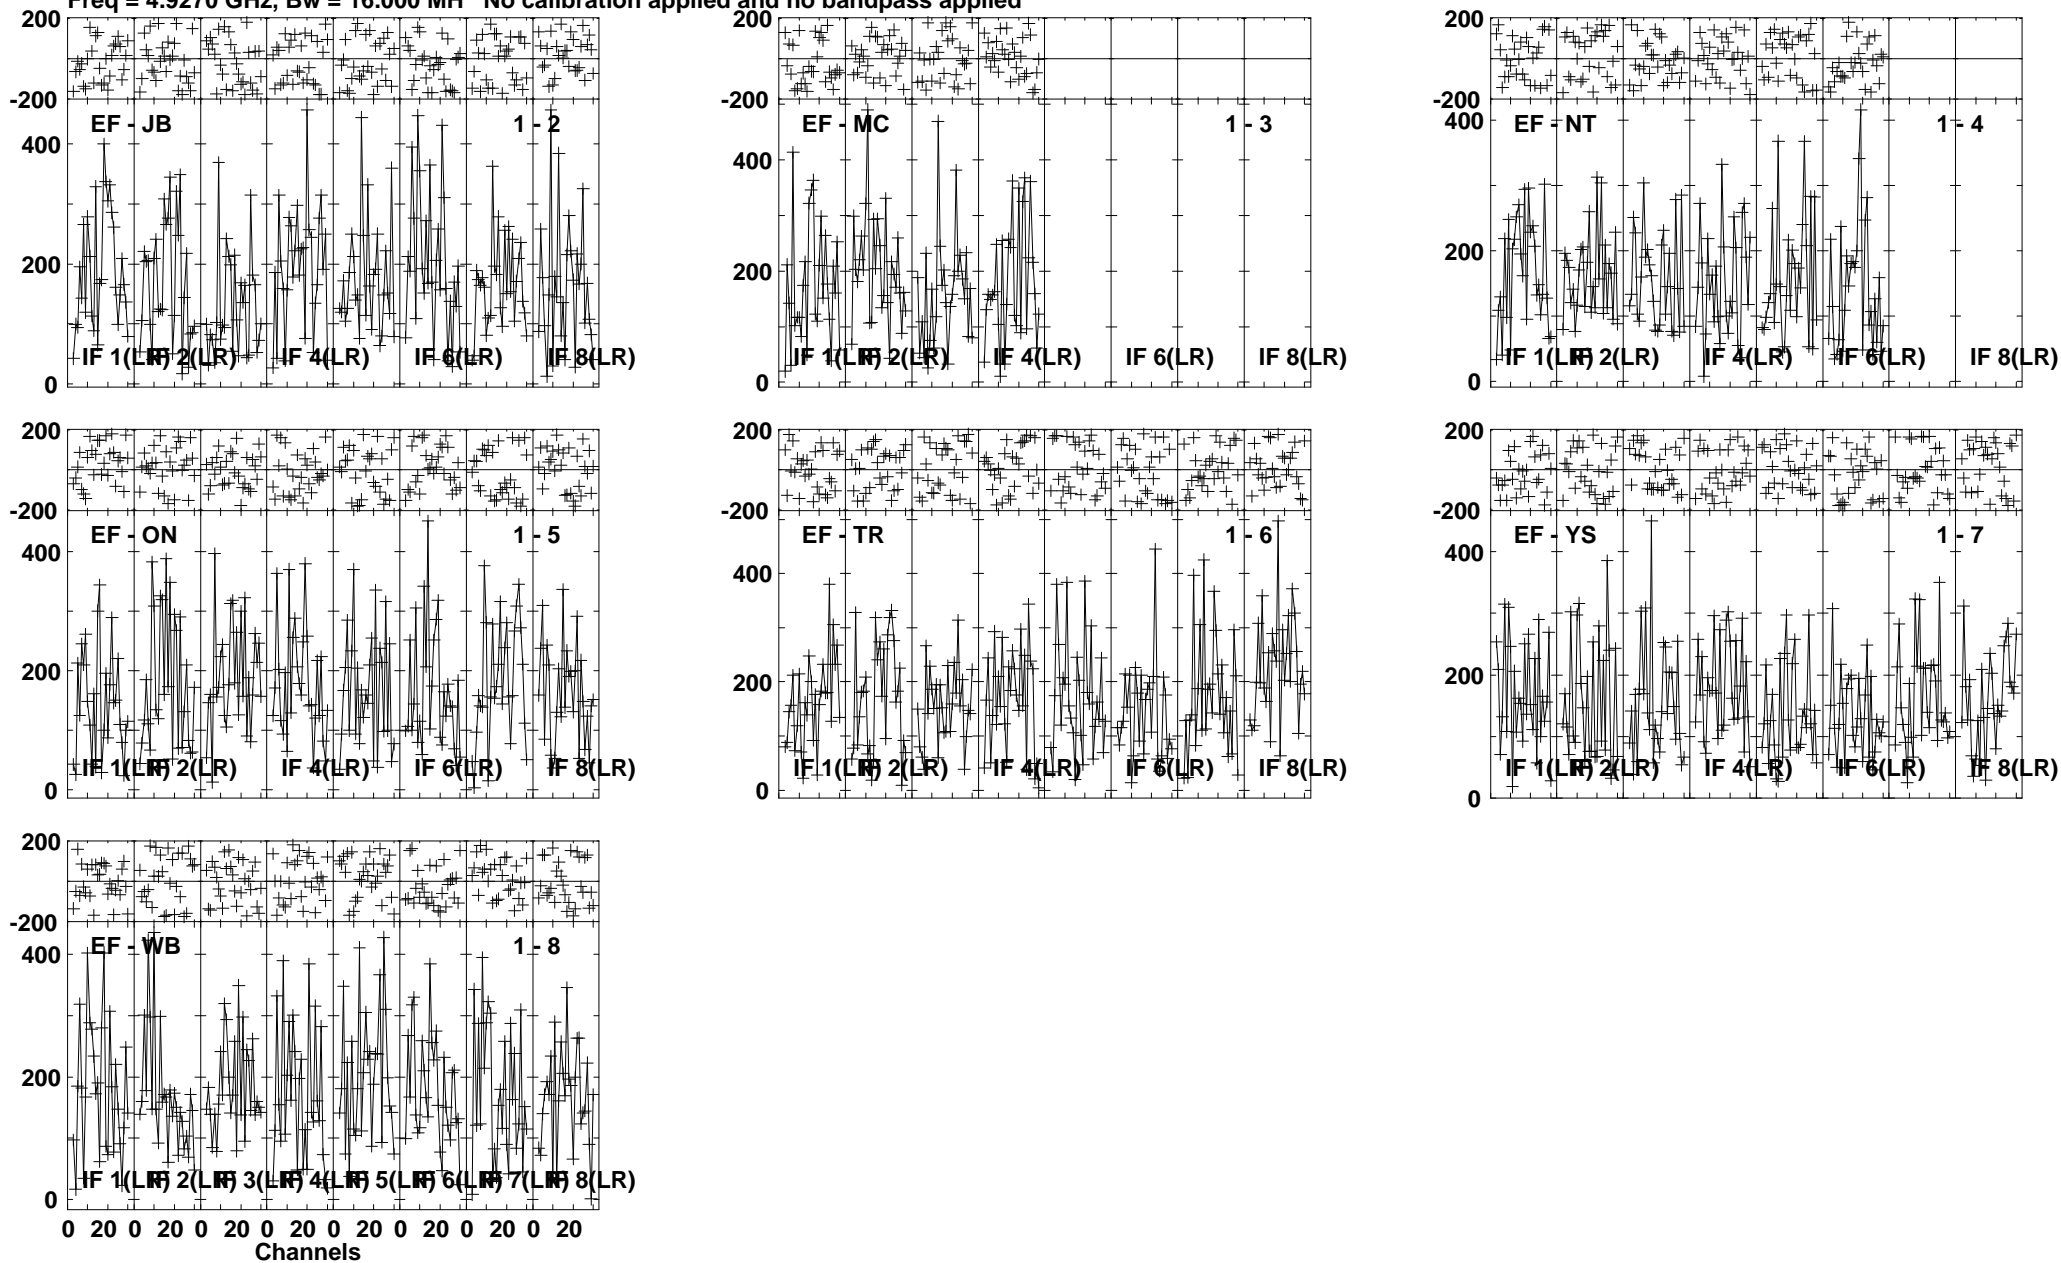 Freq = 4.9270 GHz, Bw = 16.000 MH No calibration applied and no bandpass applied
200
-200
EF - JB 1 - 2
400
200
0
IF 1(LR) IF 2(LR) IF 4(LR) IF 6(LR) IF 8(LR)
200
-200
EF - MC 1 - 3
400
200
0
IF 1(LR) IF 2(LR) IF 4(LR) IF 6(LR) IF 8(LR)
200
-200
EF - NT 1 - 4
400
200
0
IF 1(LR) IF 2(LR) IF 4(LR) IF 6(LR) IF 8(LR)
200
-200
EF - ON 1 - 5
400
200
0
IF 1(LR) IF 2(LR) IF 4(LR) IF 6(LR) IF 8(LR)
200
-200
EF - TR 1 - 6
400
200
0
IF 1(LR) IF 2(LR) IF 4(LR) IF 6(LR) IF 8(LR)
200
-200
EF - YS 1 - 7
400
200
0
IF 1(LR) IF 2(LR) IF 4(LR) IF 6(LR) IF 8(LR)
200
-200
EF - WB 1 - 8
400
200
0
IF 1(LR) IF 2(LR) IF 3(LR) IF 4(LR) IF 5(LR) IF 6(LR) IF 7(LR) IF 8(LR)
0 20 0 20 0 20 0 20 0 20 0 20 0 20 0 20
Channels